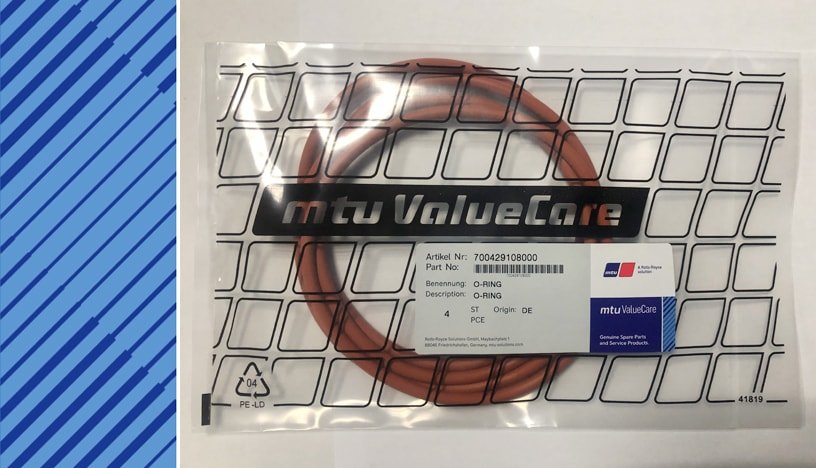 mtu ValueCare
Artikel Nr: 700429108000
Part No:
700429108000
Benennung: O-RING
Description: O-RING
4 ST Origin: DE
PCE
Rolls-Royce Solutions GmbH, Maybachplatz 1
88045 Friedrichshafen, Germany, mtu-solutions.com
mtu
A Rolls-Royce
solution
mtu ValueCare
Genuine Spare Parts
and Service Products.
04
PE-LD
41819